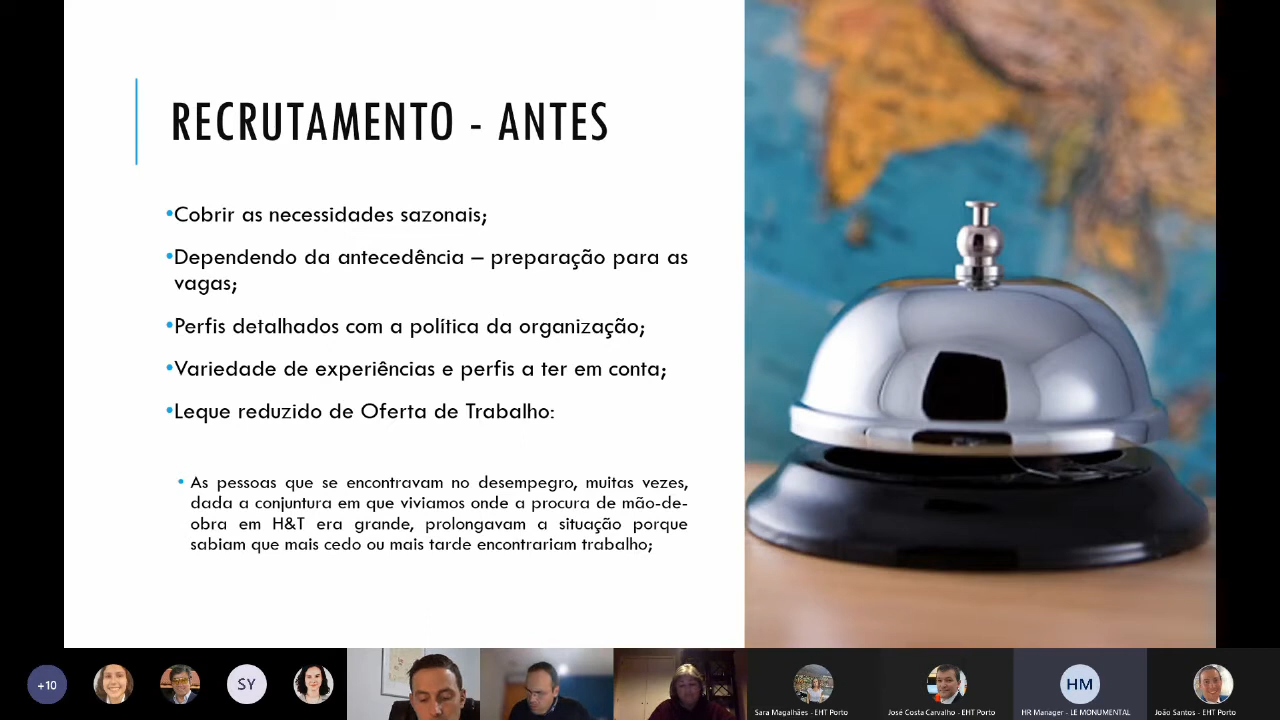 RECRUTAMENTO - ANTES
•Cobrir as necessidades sazonais;
•Dependendo da antecedência – preparação para as
vagas;
•Perfis detalhados com a política da organização;
•Variedade de experiências e perfis a ter em conta;
•Leque reduzido de Oferta de Trabalho:
• As pessoas que se encontravam no desempegro, muitas vezes,
dada a conjuntura em que viviamos onde a procura de mão-de-
obra em H&T era grande, prolongavam a situação porque
sabiam que mais cedo ou mais tarde encontrariam trabalho;
+10
SY
HM
Sara Magalhães - EHT Porto
José Costa Carvalho - EHT Porto
HR Manager - LE MONUMENTAL
João Santos - EHT Porto